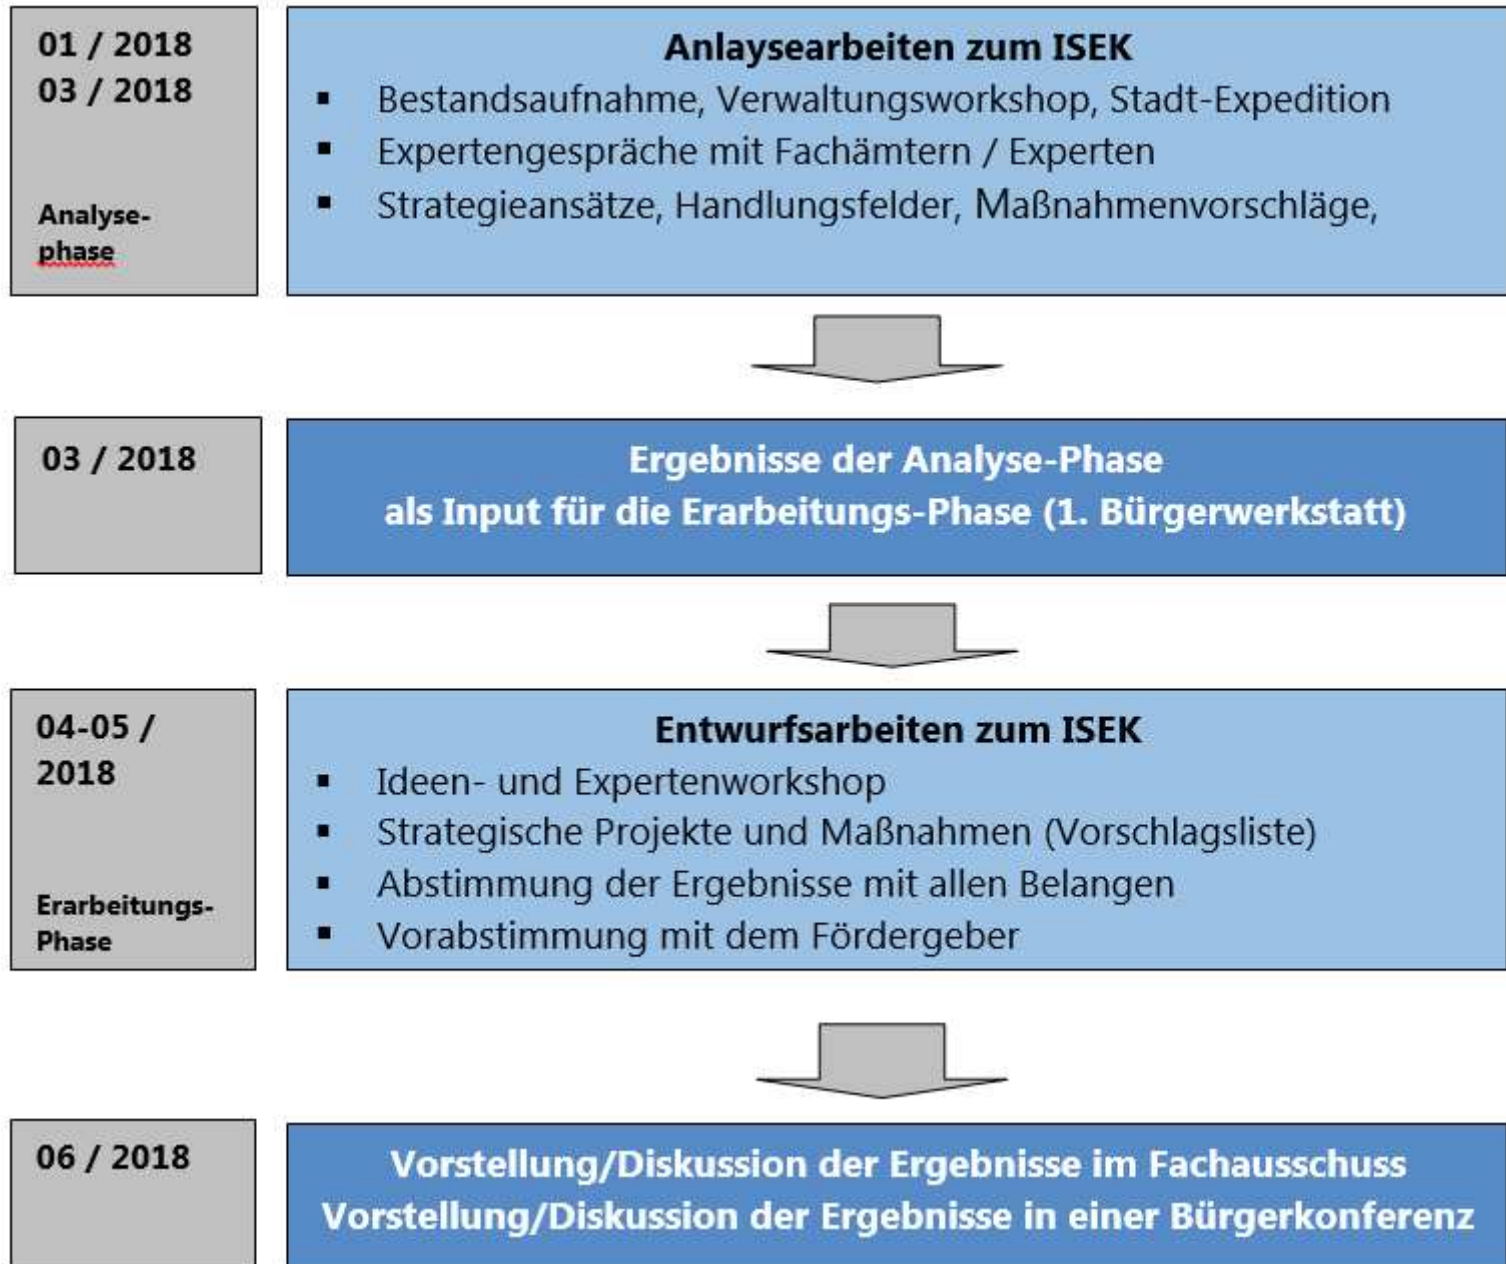 01 / 2018
03 / 2018
Analyse-
phase
Anlaysearbeiten zum ISEK
▪ Bestandsaufnahme, Verwaltungsworkshop, Stadt-Expedition
▪ Expertengespräche mit Fachämtern / Experten
▪ Strategieansätze, Handlungsfelder, Maßnahmenvorschläge,
03 / 2018
Ergebnisse der Analyse-Phase
als Input für die Erarbeitungs-Phase (1. Bürgerwerkstatt)
04-05 /
2018
Erarbeitungs-
Phase
Entwurfsarbeiten zum ISEK
▪ Ideen- und Expertenworkshop
▪ Strategische Projekte und Maßnahmen (Vorschlagsliste)
▪ Abstimmung der Ergebnisse mit allen Belangen
▪ Vorabstimmung mit dem Fördergeber
06 / 2018
Vorstellung/Diskussion der Ergebnisse im Fachausschuss
Vorstellung/Diskussion der Ergebnisse in einer Bürgerkonferenz